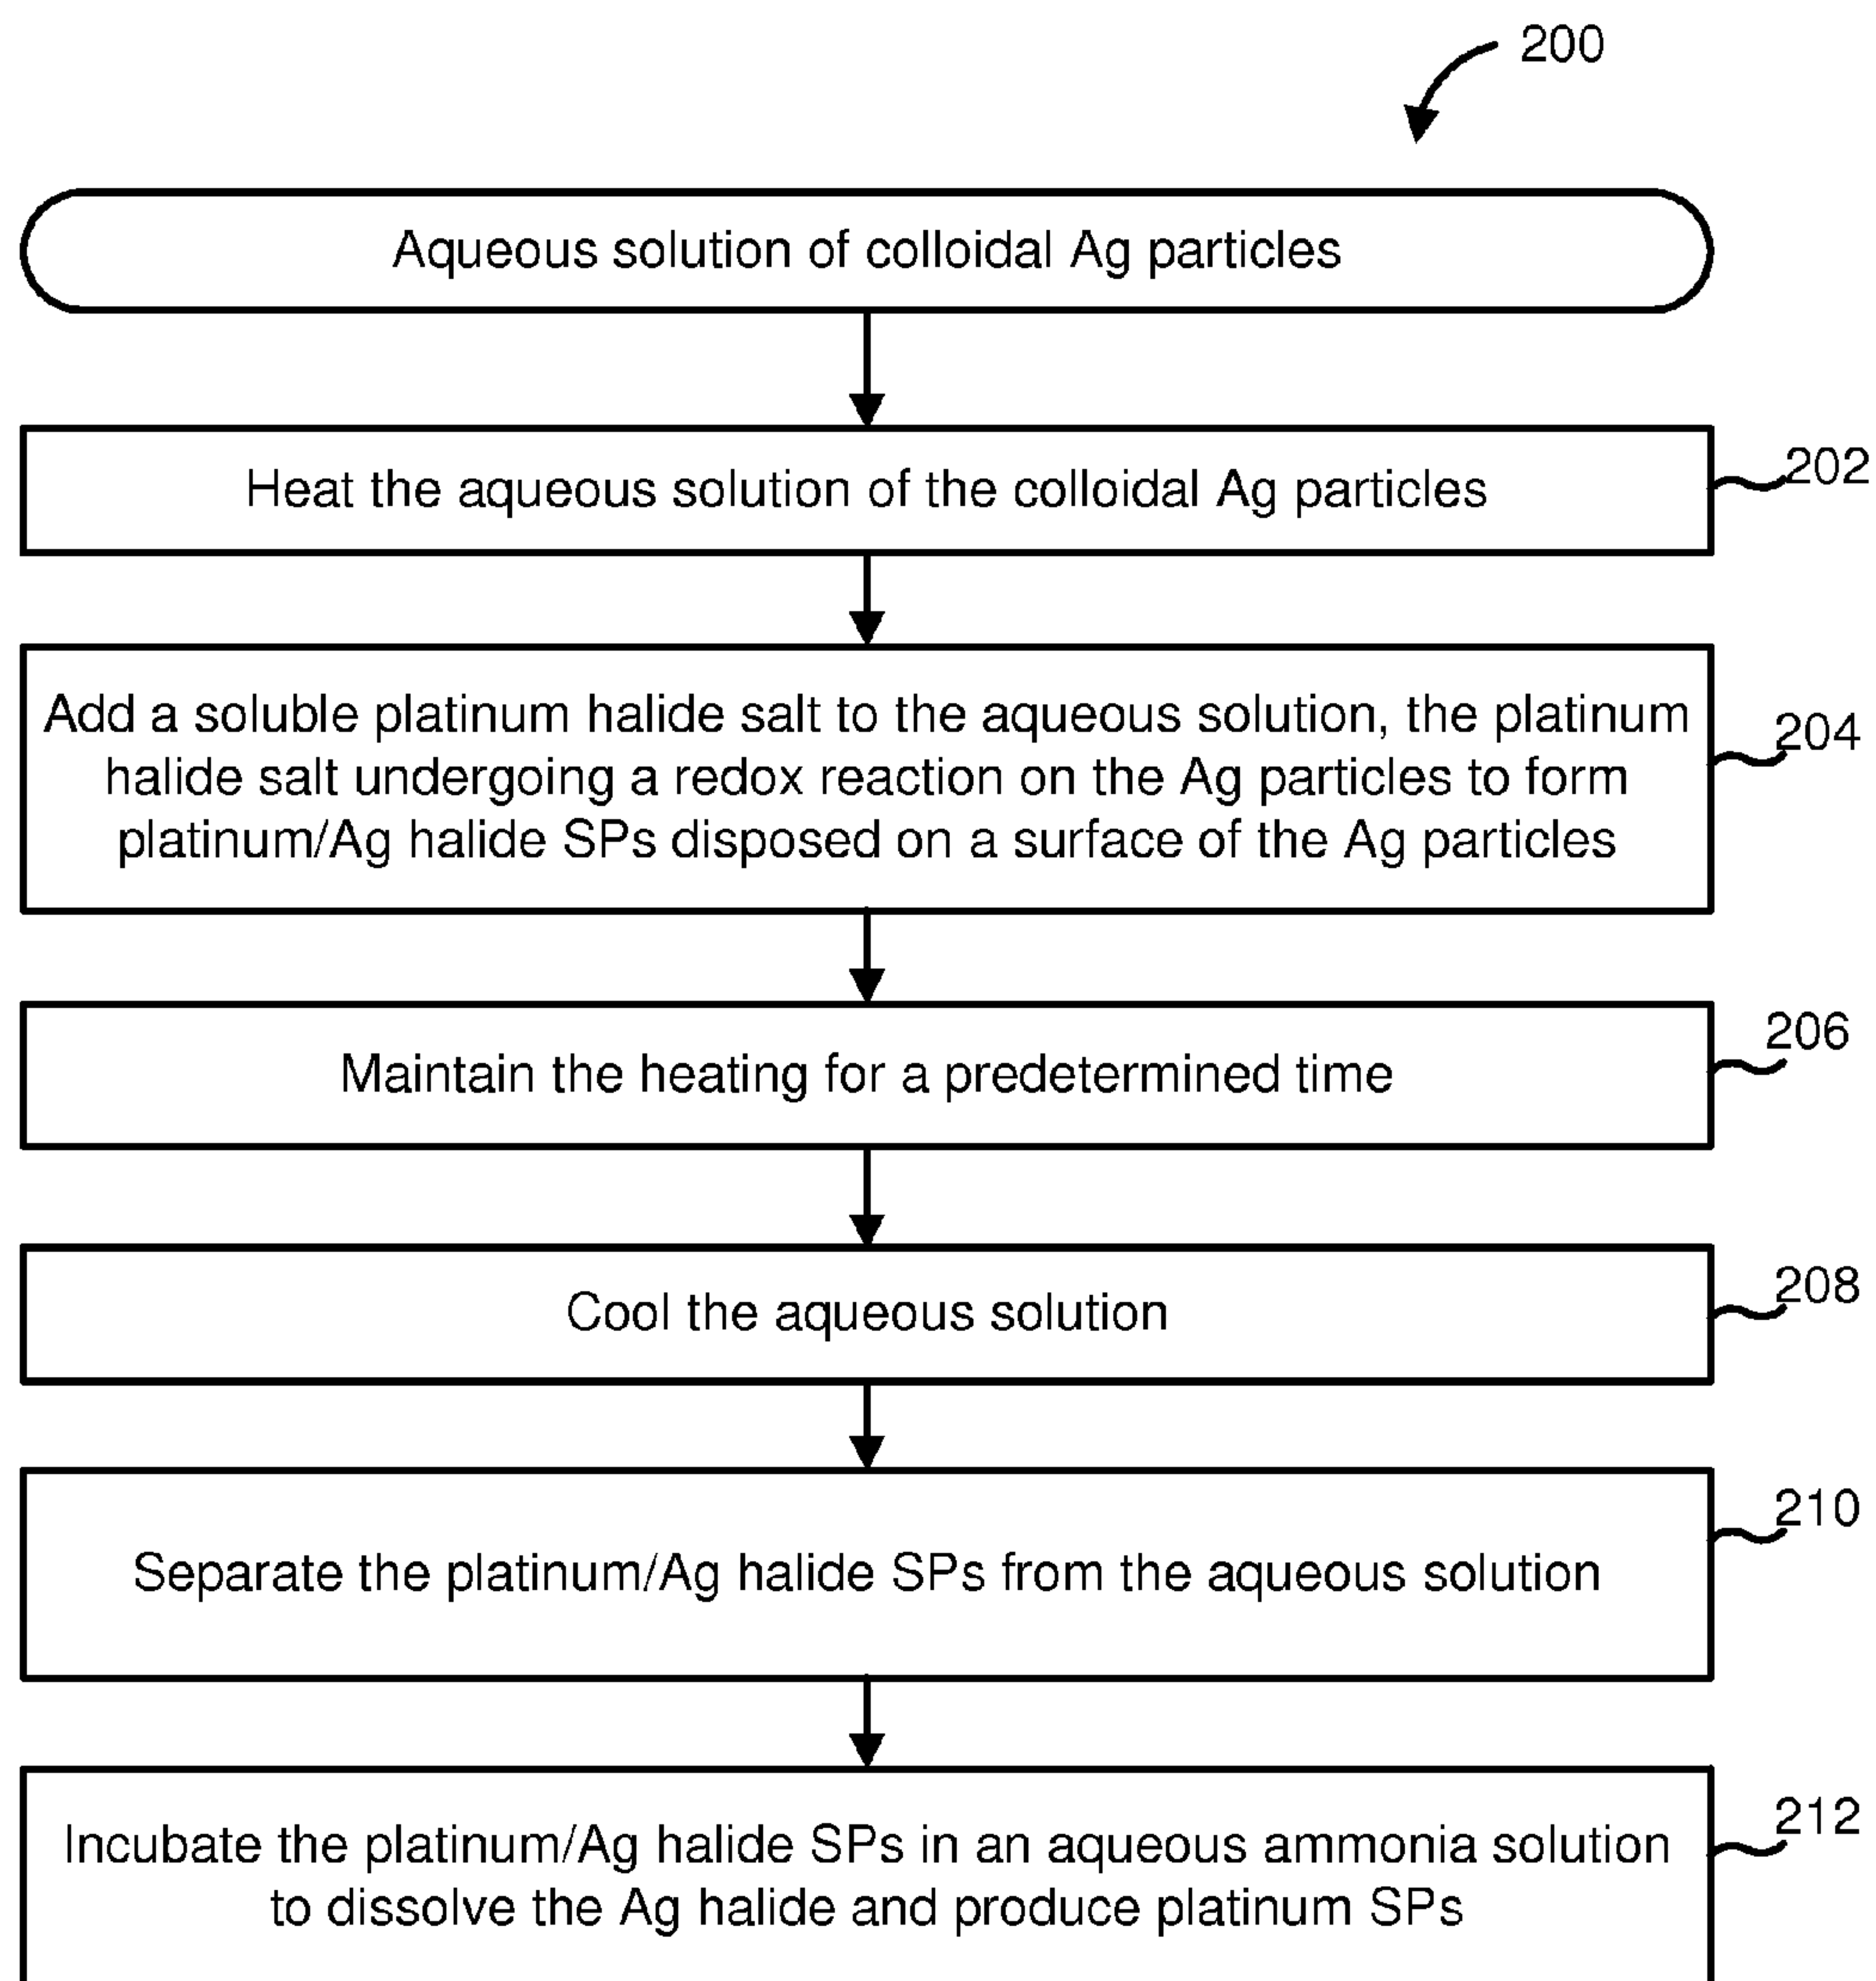 200
Aqueous solution of colloidal Ag particles
Heat the aqueous solution of the colloidal Ag particles
202
Add a soluble platinum halide salt to the aqueous solution, the platinum
halide salt undergoing a redox reaction on the Ag particles to form
platinum/Ag halide SPs disposed on a surface of the Ag particles
204
Maintain the heating for a predetermined time
206
Cool the aqueous solution
208
Separate the platinum/Ag halide SPs from the aqueous solution
210
Incubate the platinum/Ag halide SPs in an aqueous ammonia solution
to dissolve the Ag halide and produce platinum SPs
212